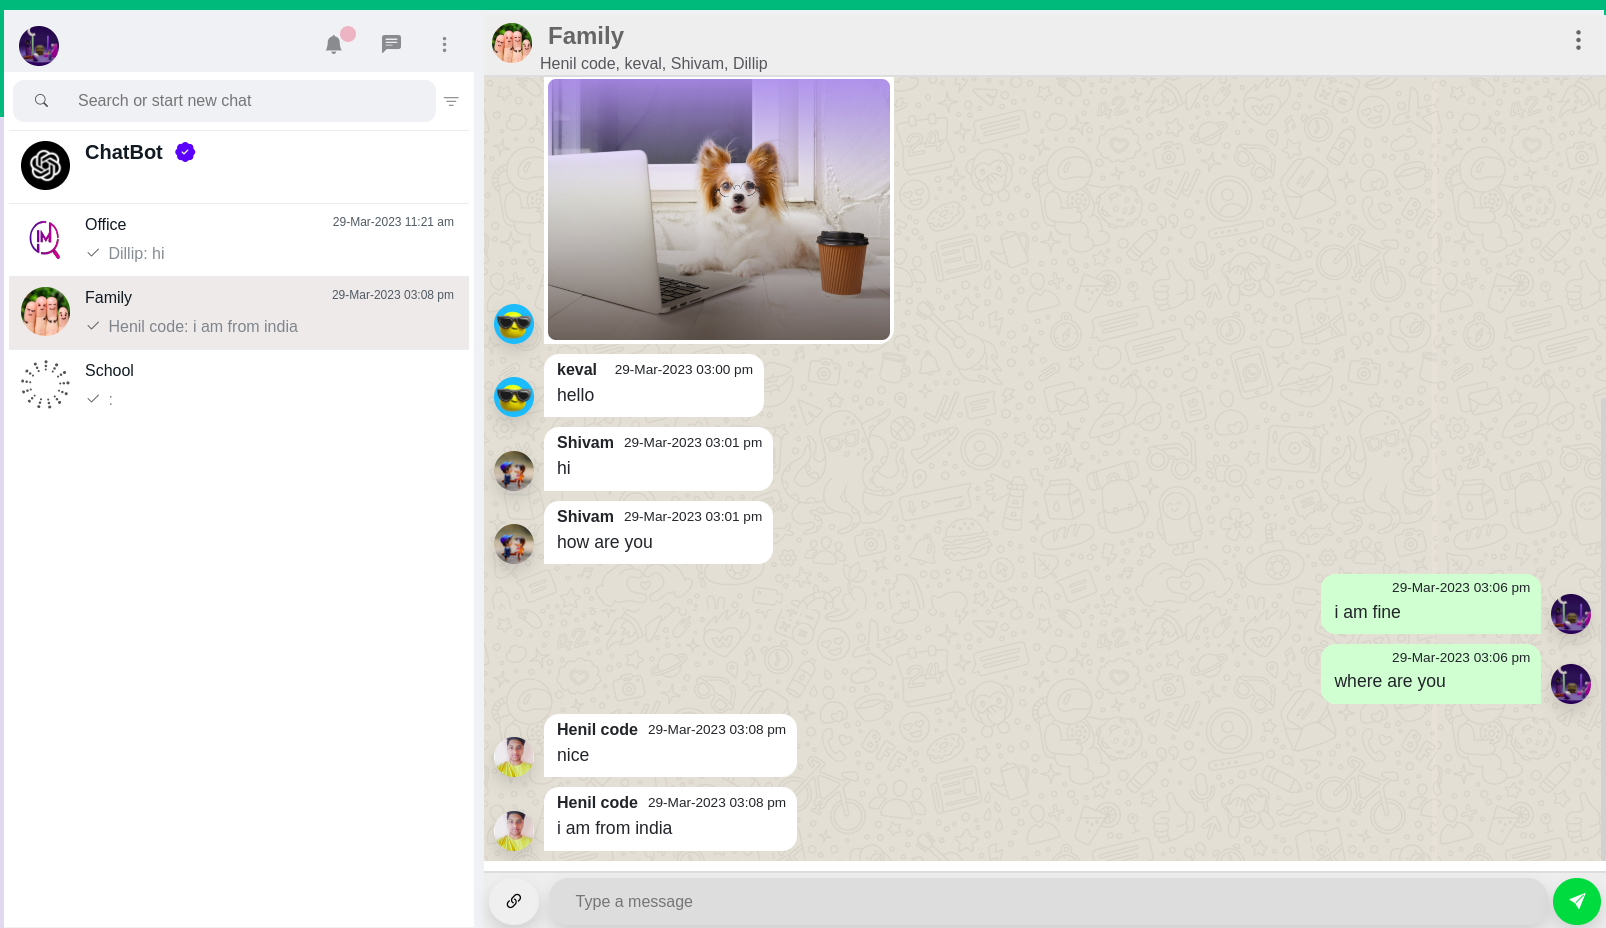 Search or start new chat
ChatBot
Office
29-Mar-2023 11:21 am
Dillip: hi
Family
29-Mar-2023 03:08 pm
Henil code: i am from india
School
:
Family
Henil code, keval, Shivam, Dillip
keval 29-Mar-2023 03:00 pm
hello
Shivam 29-Mar-2023 03:01 pm
hi
Shivam 29-Mar-2023 03:01 pm
how are you
29-Mar-2023 03:06 pm
i am fine
29-Mar-2023 03:06 pm
where are you
Henil code 29-Mar-2023 03:08 pm
nice
Henil code 29-Mar-2023 03:08 pm
i am from india
Type a message